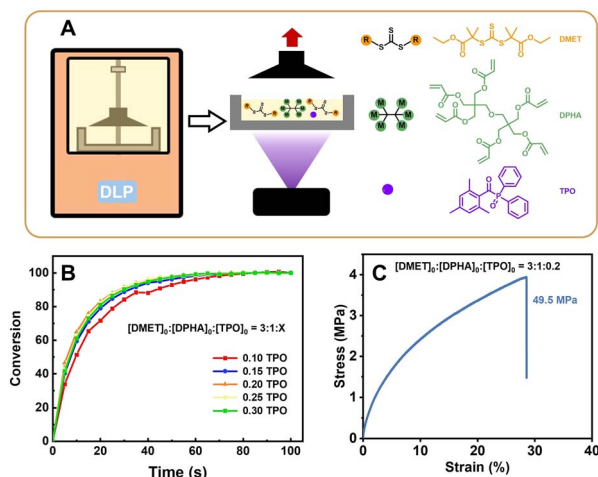 A
DLP
R
S
S
S
R
DMET
O
O
S
S
S
O
O
M
M
M
M
M
M
DPHA
O
O
O
O
O
O
O
O
O
O
O
O
O
TPO
O
P
O
B
[DMET]₀:[DPHA]₀:[TPO]₀ = 3:1:X
0.10 TPO
0.15 TPO
0.20 TPO
0.25 TPO
0.30 TPO
Conversion
100
80
60
40
20
0
0 20 40 60 80 100
Time (s)
C
[DMET]₀:[DPHA]₀:[TPO]₀ = 3:1:0.2
49.5 MPa
Stress (MPa)
4
3
2
1
0
0 10 20 30 40
Strain (%)